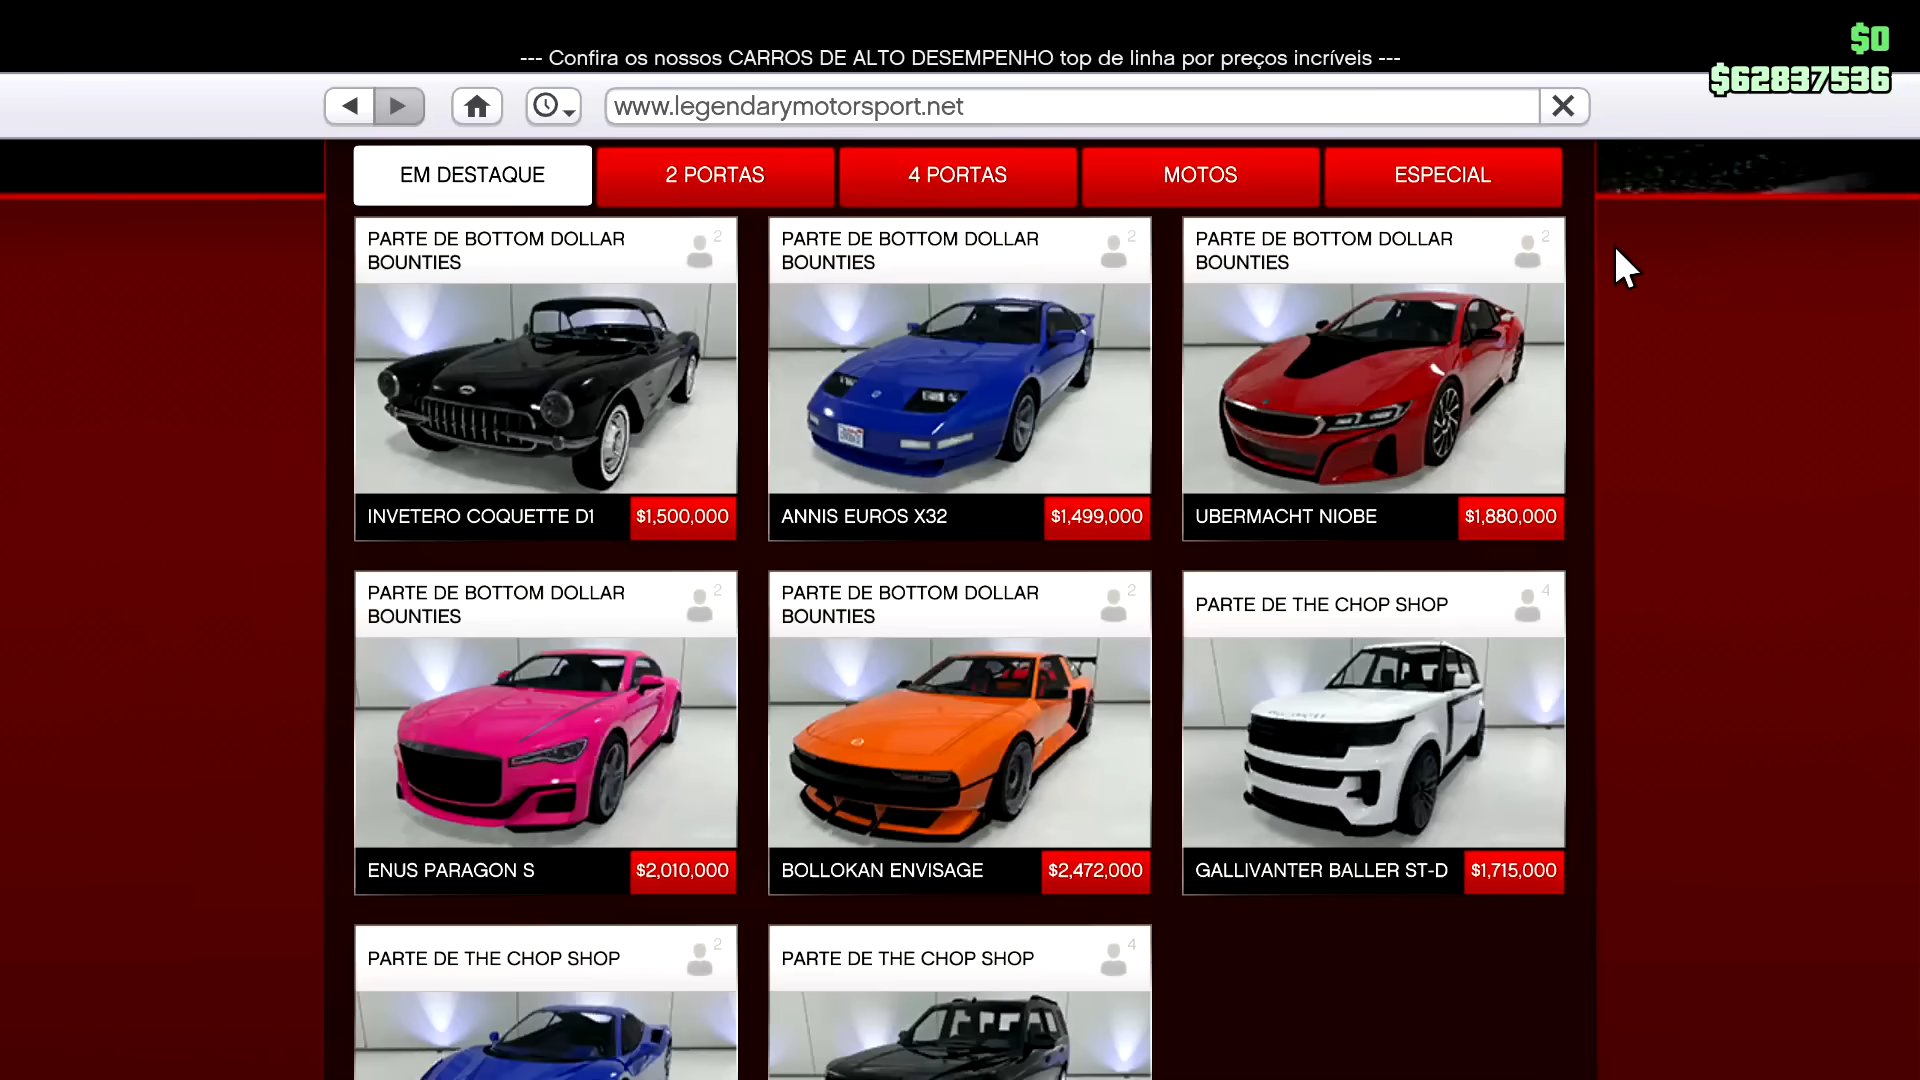 $0
--- Confira os nossos CARROS DE ALTO DESEMPENHO top de linha por preços incríveis ---
$62837536
www.legendarymotorsport.net
EM DESTAQUE
2 PORTAS
4 PORTAS
MOTOS
ESPECIAL
PARTE DE BOTTOM DOLLAR
BOUNTIES
2
INVETERO COQUETTE D1
$1,500,000
PARTE DE BOTTOM DOLLAR
BOUNTIES
2
ANNIS EUROS X32
$1,499,000
PARTE DE BOTTOM DOLLAR
BOUNTIES
2
UBERMACHT NIOBE
$1,880,000
PARTE DE BOTTOM DOLLAR
BOUNTIES
2
ENUS PARAGON S
$2,010,000
PARTE DE BOTTOM DOLLAR
BOUNTIES
2
BOLLOKAN ENVISAGE
$2,472,000
PARTE DE THE CHOP SHOP
4
GALLIVANTER BALLER ST-D
$1,715,000
PARTE DE THE CHOP SHOP
2
PARTE DE THE CHOP SHOP
4